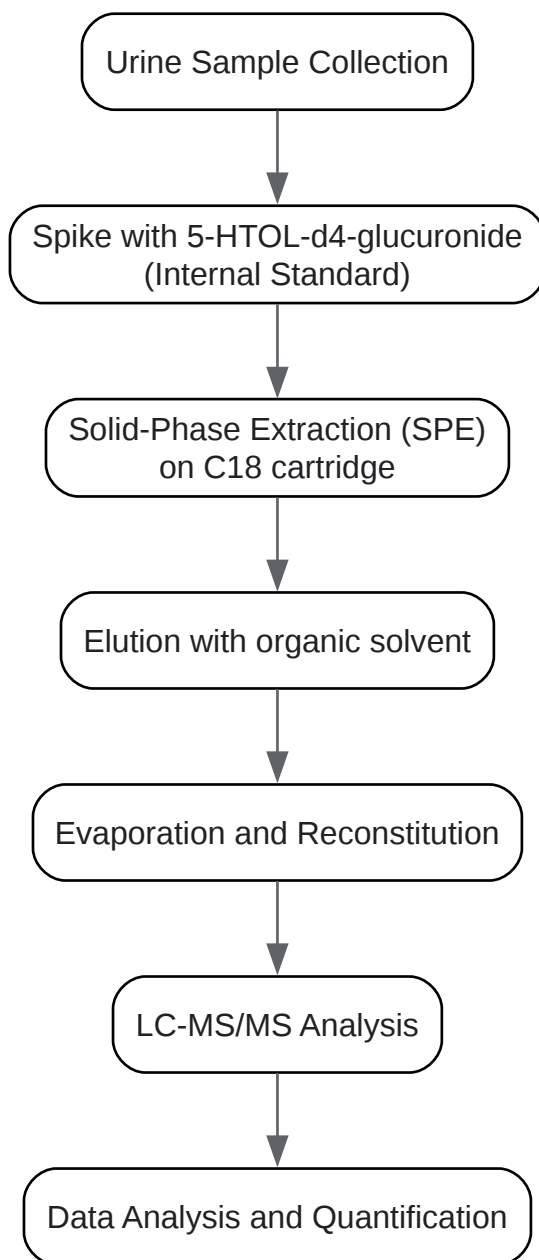 Urine Sample Collection
Spike with 5-HTOL-d4-glucuronide
(Internal Standard)
Solid-Phase Extraction (SPE)
on C18 cartridge
Elution with organic solvent
Evaporation and Reconstitution
LC-MS/MS Analysis
Data Analysis and Quantification